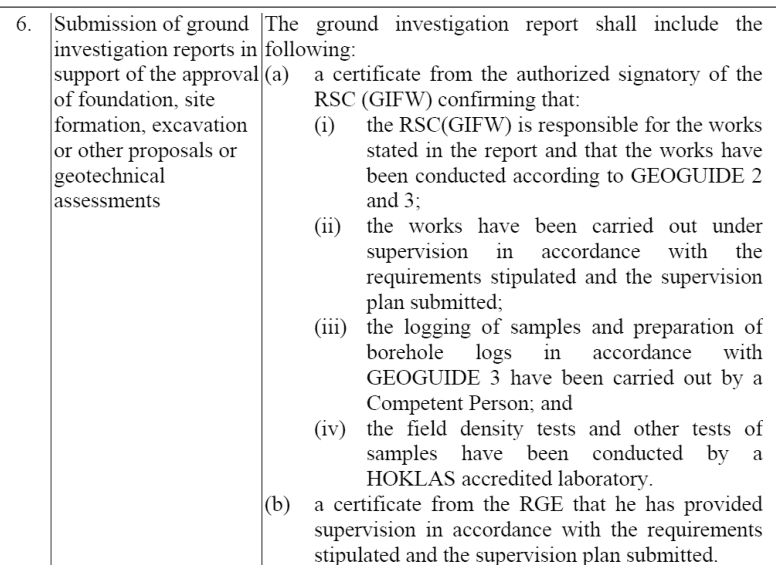 6.
Submission of ground
investigation reports in
support of the approval
of foundation, site
formation, excavation
or other proposals or
geotechnical
assessments
The ground investigation report shall include the
following:
(a) a certificate from the authorized signatory of the
RSC (GIFW) confirming that:
(i) the RSC(GIFW) is responsible for the works
stated in the report and that the works have
been conducted according to GEOGUIDE 2
and 3;
(ii) the works have been carried out under
supervision in accordance with the
requirements stipulated and the supervision
plan submitted;
(iii) the logging of samples and preparation of
borehole logs in accordance with
GEOGUIDE 3 have been carried out by a
Competent Person; and
(iv) the field density tests and other tests of
samples have been conducted by a
HOKLAS accredited laboratory.
(b) a certificate from the RGE that he has provided
supervision in accordance with the requirements
stipulated and the supervision plan submitted.